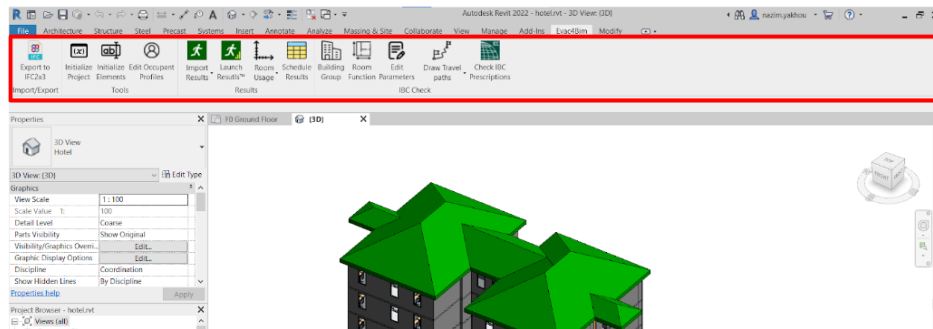 Autodesk Revit 2022 - hotel.rvt - 3D View: {3D}
nazim.yakhou
File Architecture Structure Steel Precast Systems Insert Annotate Analyze Massing & Site Collaborate View Manage Add-Ins Evac4Bim Modify
IFC
Export to IFC2x3
Initialize Project
Initialize Elements
Edit Occupant Profiles
Import Results
Launch Results™
Room Usage
Schedule Results
Building Group
Room Function
Edit Parameters
Draw Travel paths
Check IBC Prescriptions
Import/Export Tools Results IBC Check
Properties
F0 Ground Floor
{3D}
3D View
Hotel
3D View: {3D} Edit Type
Graphics
View Scale 1 : 100
Scale Value 1: 100
Detail Level Coarse
Parts Visibility Show Original
Visibility/Graphics Overri... Edit...
Graphic Display Options Edit...
Discipline Coordination
Show Hidden Lines By Discipline
Properties help Apply
Project Browser - hotel.rvt
Views (all)
TOP
FRONT